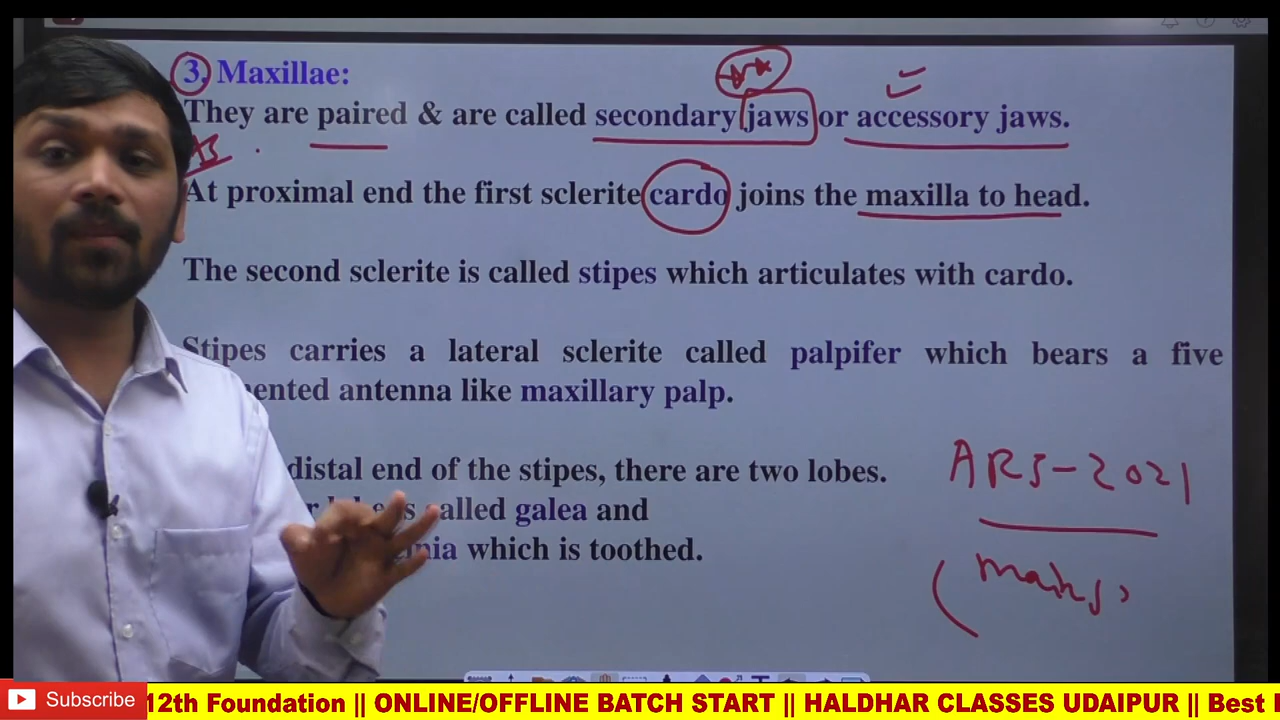 3. Maxillae:
They are paired & are called secondary jaws or accessory jaws.
At proximal end the first sclerite cardo joins the maxilla to head.
The second sclerite is called stipes which articulates with cardo.
Stipes carries a lateral sclerite called palpifer which bears a five
mented antenna like maxillary palp.
distal end of the stipes, there are two lobes.
called galea and
which is toothed.
ARS-2021
(mains)
Subscribe
12th Foundation || ONLINE/OFFLINE BATCH START || HALDHAR CLASSES UDAIPUR || Best